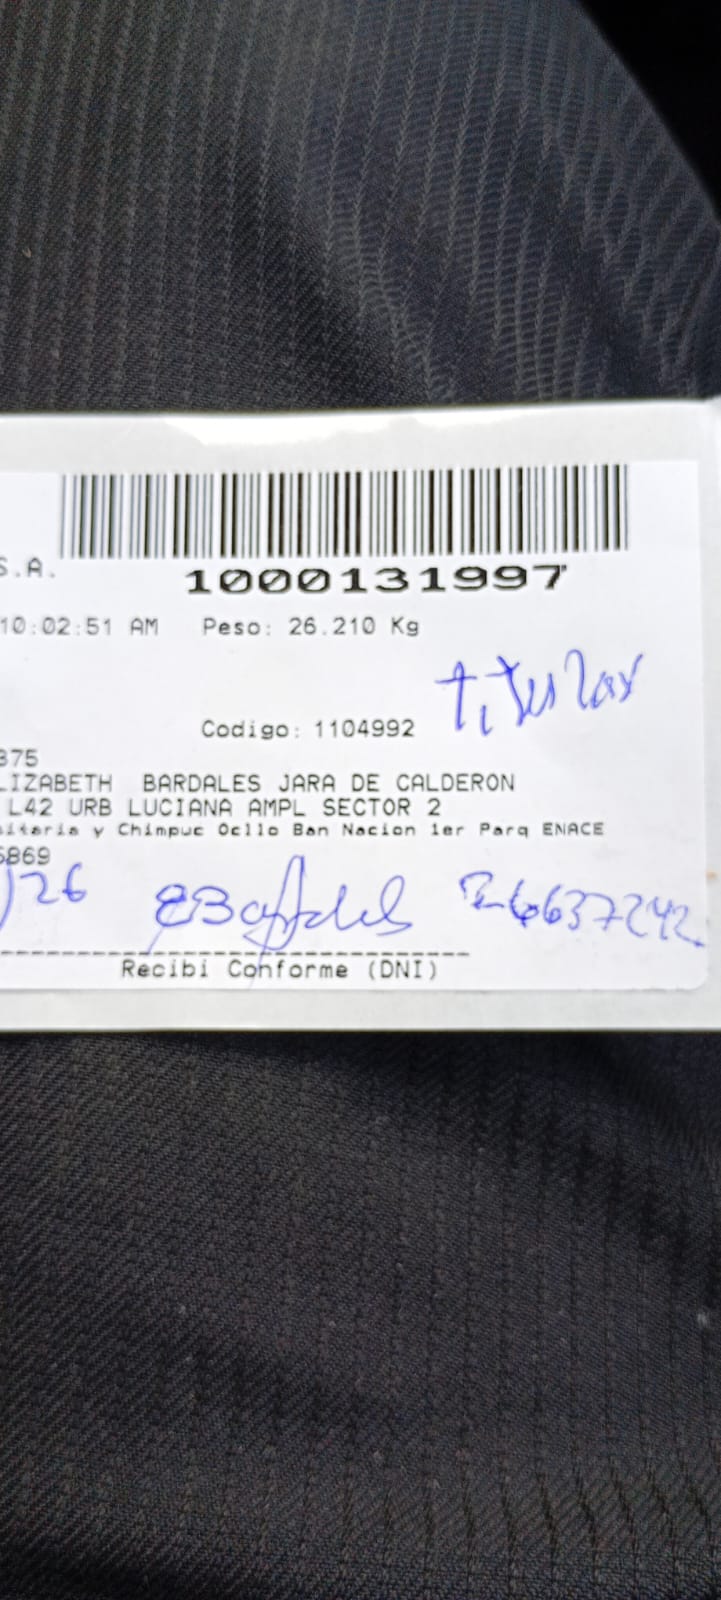 S.A.
1000131997
10:02:51 AM Peso: 26.210 Kg
titular
Codigo: 1104992
375
LIZABETH BARDALES JARA DE CALDERON
L42 URB LUCIANA AMPL SECTOR 2
sitaria y Chimpuc Ocllo Ban Nacion 1er Parq ENACE
6869
/26
Recibi Conforme (DNI)